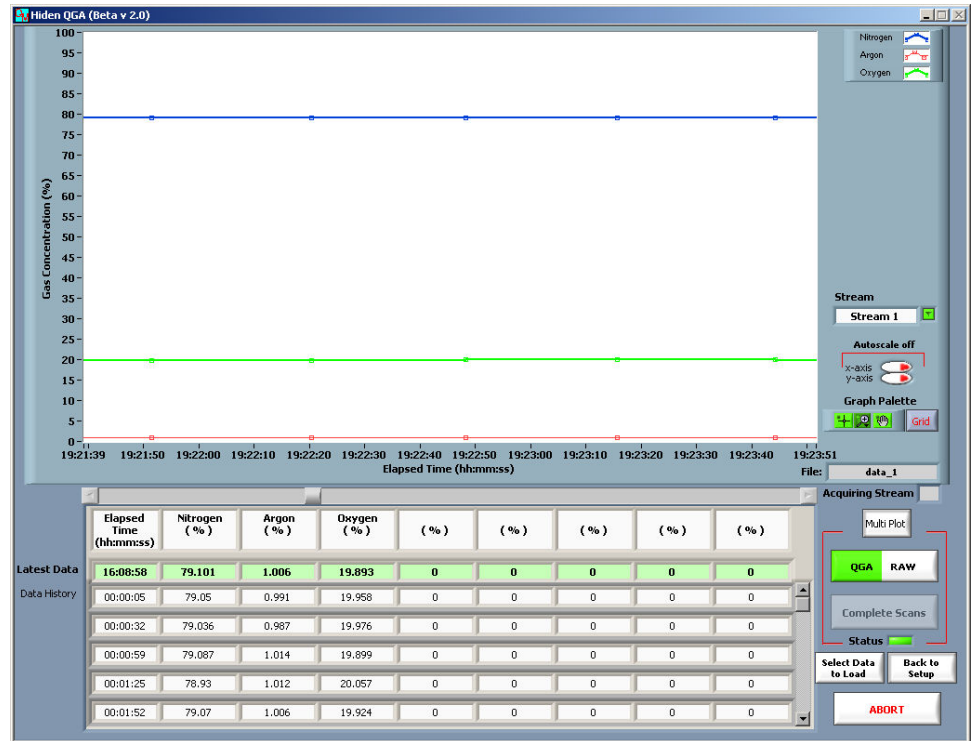 Hiden QGA (Beta v 2.0)
100
95
90
85
80
75
70
65
60
55
50
45
40
35
30
25
20
15
10
5
0
Gas Concentration (%)
19:21:39 19:21:50 19:22:00 19:22:10 19:22:20 19:22:30 19:22:40 19:22:50 19:23:00 19:23:10 19:23:20 19:23:30 19:23:40 19:23:51
Elapsed Time (hh:mm:ss)
Nitrogen
Argon
Oxygen
Stream
Stream 1
Autoscale off
x-axis
y-axis
Graph Palette
Grid
File: data_1
Acquiring Stream
Multi Plot
QGA RAW
Complete Scans
Status
Select Data
to Load
Back to
Setup
ABORT
Elapsed
Time
(hh:mm:ss)
Nitrogen
( % )
Argon
( % )
Oxygen
( % )
( % ) ( % ) ( % ) ( % ) ( % )
Latest Data 16:08:58 79.101 1.006 19.893 0 0 0 0 0
Data History 00:00:05 79.05 0.991 19.958 0 0 0 0 0
00:00:32 79.036 0.987 19.976 0 0 0 0 0
00:00:59 79.087 1.014 19.899 0 0 0 0 0
00:01:25 78.93 1.012 20.057 0 0 0 0 0
00:01:52 79.07 1.006 19.924 0 0 0 0 0